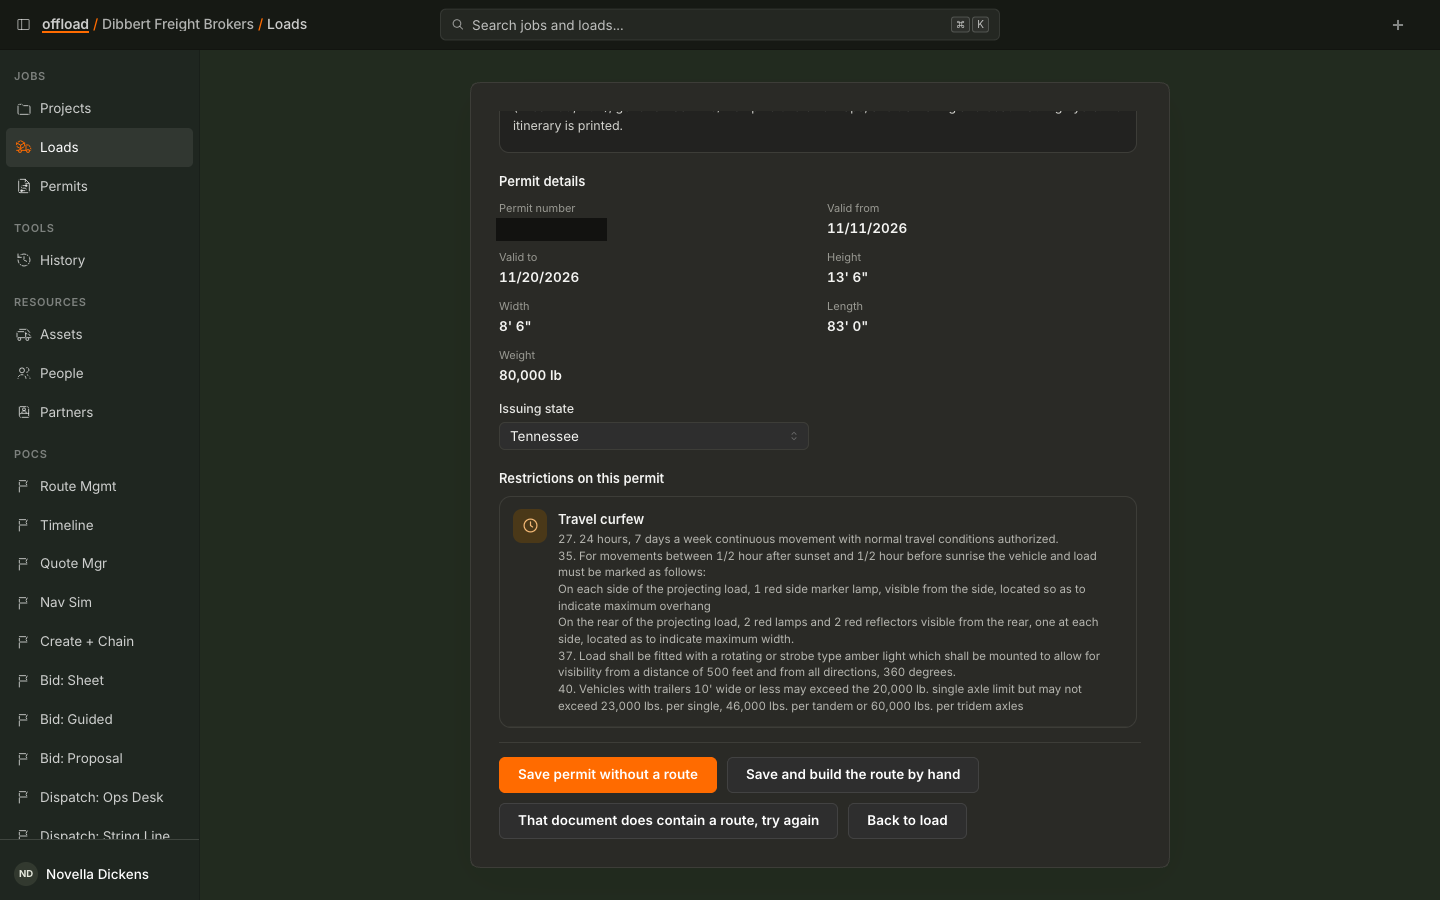 offload / Dibbert Freight Brokers / Loads
Search jobs and loads...
⌘ K
JOBS
Projects
Loads
Permits
TOOLS
History
RESOURCES
Assets
People
Partners
POCS
Route Mgmt
Timeline
Quote Mgr
Nav Sim
Create + Chain
Bid: Sheet
Bid: Guided
Bid: Proposal
Dispatch: Ops Desk
Dispatch: String Line
ND
Novella Dickens
itinerary is printed.
Permit details
Permit number
Valid from
11/11/2026
Valid to
11/20/2026
Height
13' 6"
Width
8' 6"
Length
83' 0"
Weight
80,000 lb
Issuing state
Tennessee
Restrictions on this permit
Travel curfew
27. 24 hours, 7 days a week continuous movement with normal travel conditions authorized.
35. For movements between 1/2 hour after sunset and 1/2 hour before sunrise the vehicle and load
must be marked as follows:
On each side of the projecting load, 1 red side marker lamp, visible from the side, located so as to
indicate maximum overhang
On the rear of the projecting load, 2 red lamps and 2 red reflectors visible from the rear, one at each
side, located as to indicate maximum width.
37. Load shall be fitted with a rotating or strobe type amber light which shall be mounted to allow for
visibility from a distance of 500 feet and from all directions, 360 degrees.
40. Vehicles with trailers 10' wide or less may exceed the 20,000 lb. single axle limit but may not
exceed 23,000 lbs. per single, 46,000 lbs. per tandem or 60,000 lbs. per tridem axles
Save permit without a route
Save and build the route by hand
That document does contain a route, try again
Back to load